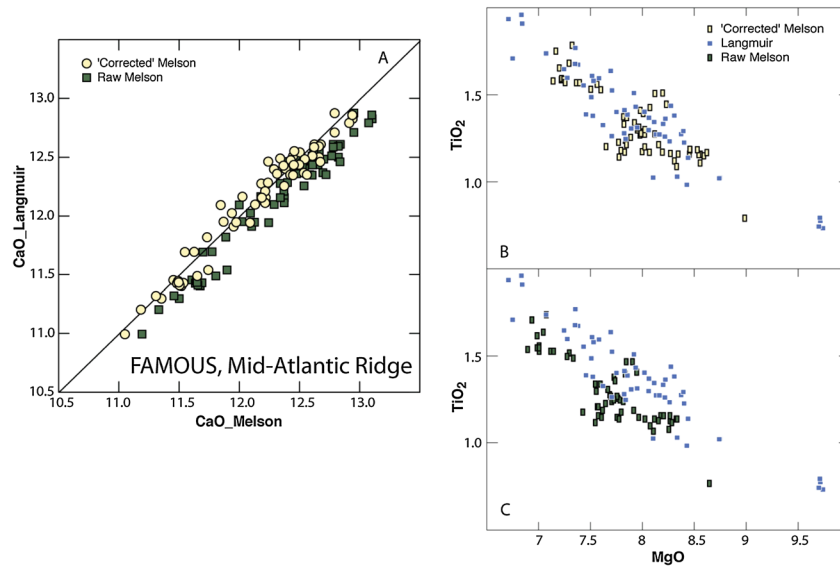 A
'Corrected' Melson
Raw Melson
13.0
12.5
12.0
11.5
11.0
10.5
CaO_Langmuir
FAMOUS, Mid-Atlantic Ridge
10.5 11.0 11.5 12.0 12.5 13.0
CaO_Melson
'Corrected' Melson
Langmuir
Raw Melson
1.5
1.0
TiO2
B
1.5
1.0
TiO2
C
7 7.5 8 8.5 9 9.5
MgO